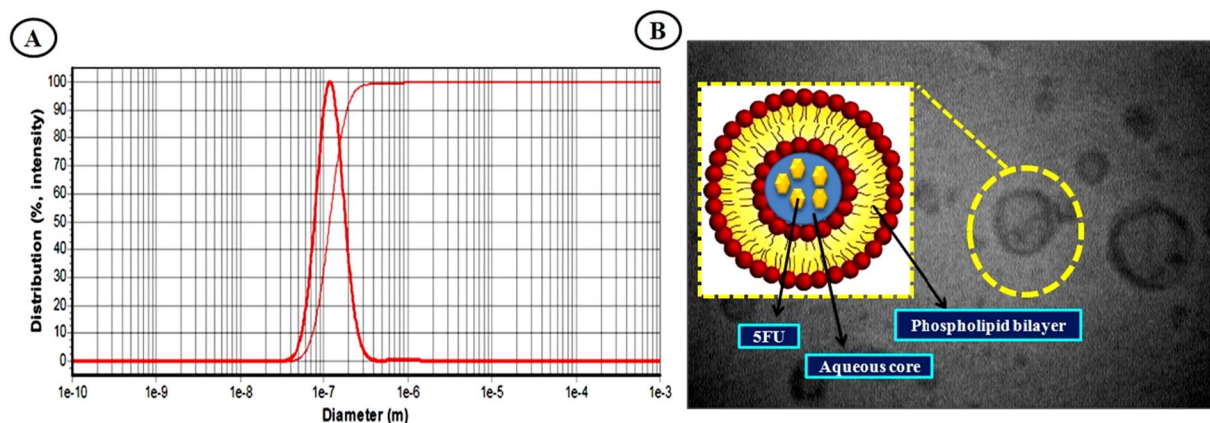 A
Distribution (%, intensity)
100
90
80
70
60
50
40
30
20
10
0
1e-10
1e-9
1e-8
1e-7
1e-6
1e-5
1e-4
1e-3
Diameter (m)
B
5FU
Aqueous core
Phospholipid bilayer